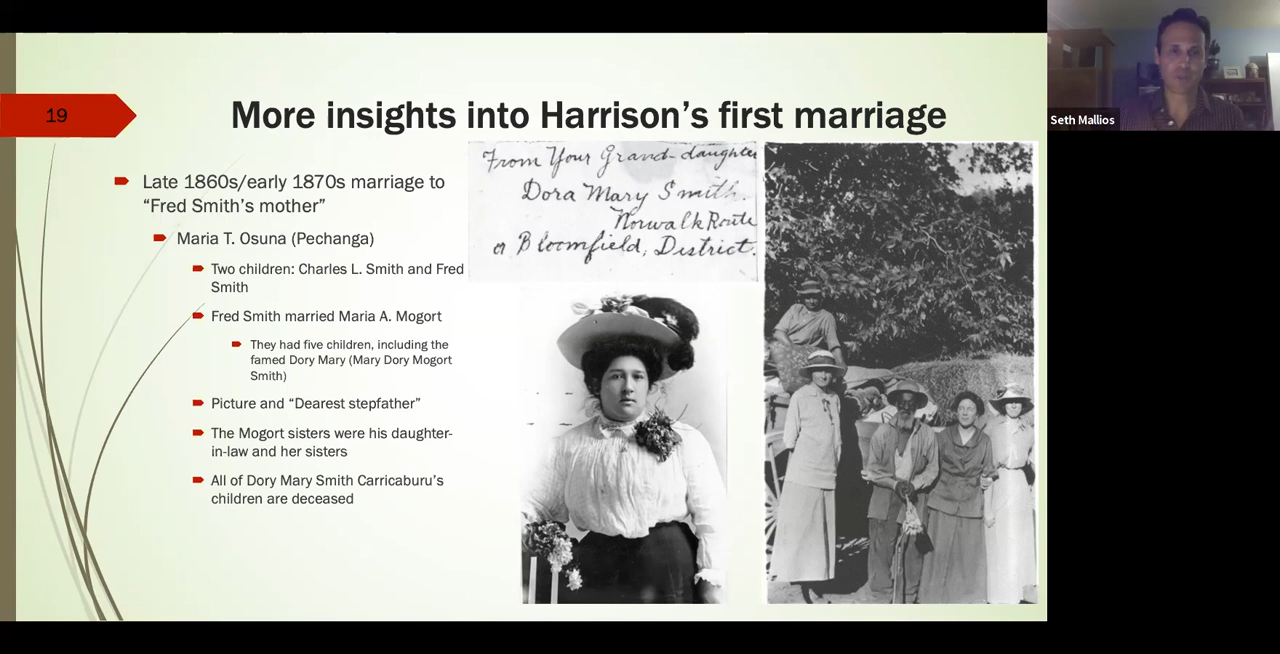 19
More insights into Harrison's first marriage
Late 1860s/early 1870s marriage to
"Fred Smith's mother"
Maria T. Osuna (Pechanga)
Two children: Charles L. Smith and Fred
Smith
Fred Smith married Maria A. Mogort
They had five children, including the
famed Dory Mary (Mary Dory Mogort
Smith)
Picture and "Dearest stepfather"
The Mogort sisters were his daughter-
in-law and her sisters
All of Dory Mary Smith Carricaburu's
children are deceased
From Your Grand-daughter
Dora Mary Smith.
Norwalk Route
or Bloomfield, District.
Seth Mallios